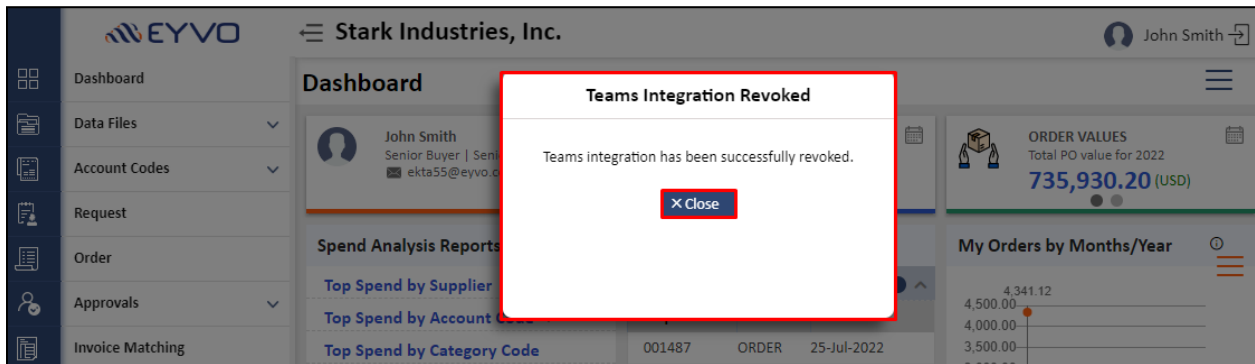 EYVO
Stark Industries, Inc.
John Smith
Dashboard
Data Files
Account Codes
Request
Order
Approvals
Invoice Matching
Dashboard
John Smith
Senior Buyer
ORDER VALUES
Total PO value for 2022
735,930.20 (USD)
Teams Integration Revoked
Teams integration has been successfully revoked.
× Close
Spend Analysis Reports
Top Spend by Supplier
Top Spend by Account
Top Spend by Category Code
001487 ORDER 25-Jul-2022
My Orders by Months/Year
4,341.12
4,500.00
4,000.00
3,500.00